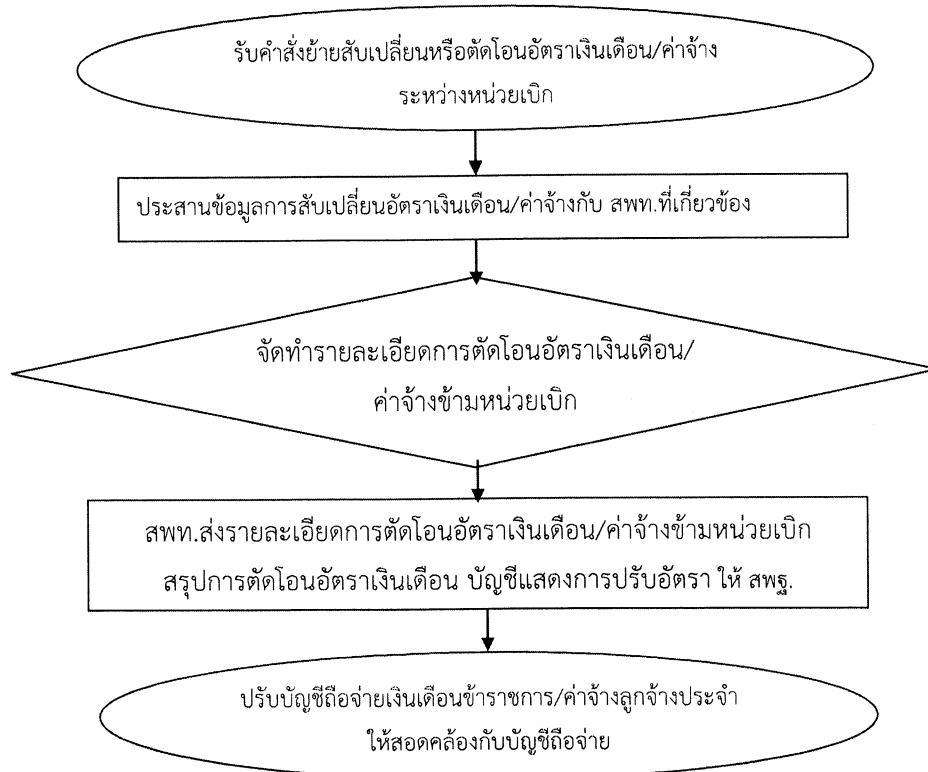 รับคำสั่งย้ายสับเปลี่ยนหรือตัดโอนอัตราเงินเดือน/ค่าจ้าง
ระหว่างหน่วยเบิก
ประสานข้อมูลการสับเปลี่ยนอัตราเงินเดือน/ค่าจ้างกับ สพท.ที่เกี่ยวข้อง
จัดทำรายละเอียดการตัดโอนอัตราเงินเดือน/
ค่าจ้างข้ามหน่วยเบิก
สพท.ส่งรายละเอียดการตัดโอนอัตราเงินเดือน/ค่าจ้างข้ามหน่วยเบิก
สรุปการตัดโอนอัตราเงินเดือน บัญชีแสดงการปรับอัตรา ให้ สพฐ.
ปรับบัญชีถือจ่ายเงินเดือนข้าราชการ/ค่าจ้างลูกจ้างประจำ
ให้สอดคล้องกับบัญชีถือจ่าย